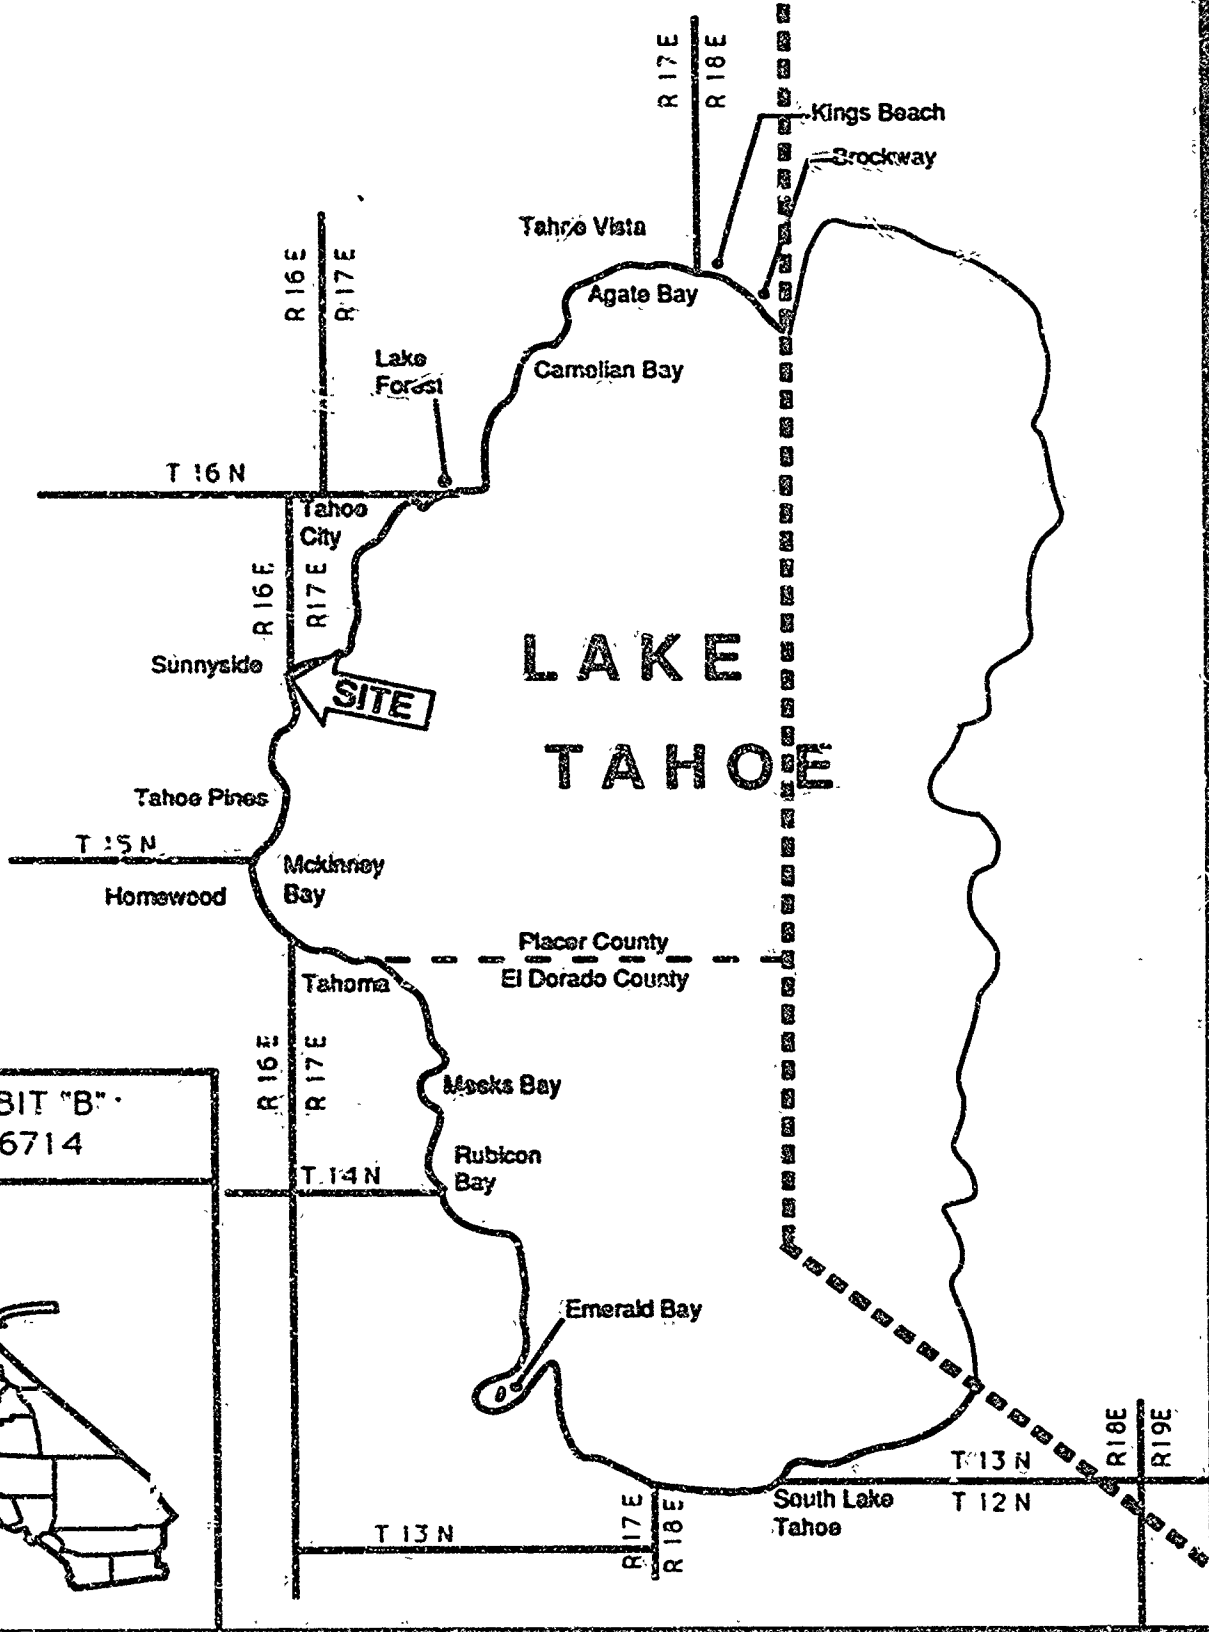 R 17 E
R 18 E
Kings Beach
Brockway
Tahoe Vista
R 16 E
R 17 E
Agate Bay
Lake
Forest
Carnelian Bay
T 16 N
Tahoe
City
R 16 E
R 17 E
LAKE
Sunnyside
SITE
TAHOE
Tahoe Pines
T 15 N
Mckinney
Bay
Homewood
Placer County
El Dorado County
Tahoma
R 16 E
R 17 E
Meeks Bay
BIT "B"
6714
Rubicon
Bay
T 14 N
Emerald Bay
R 18 E
R 19 E
T 13 N
T 12 N
South Lake
Tahoe
R 17 E
R 18 E
T 13 N